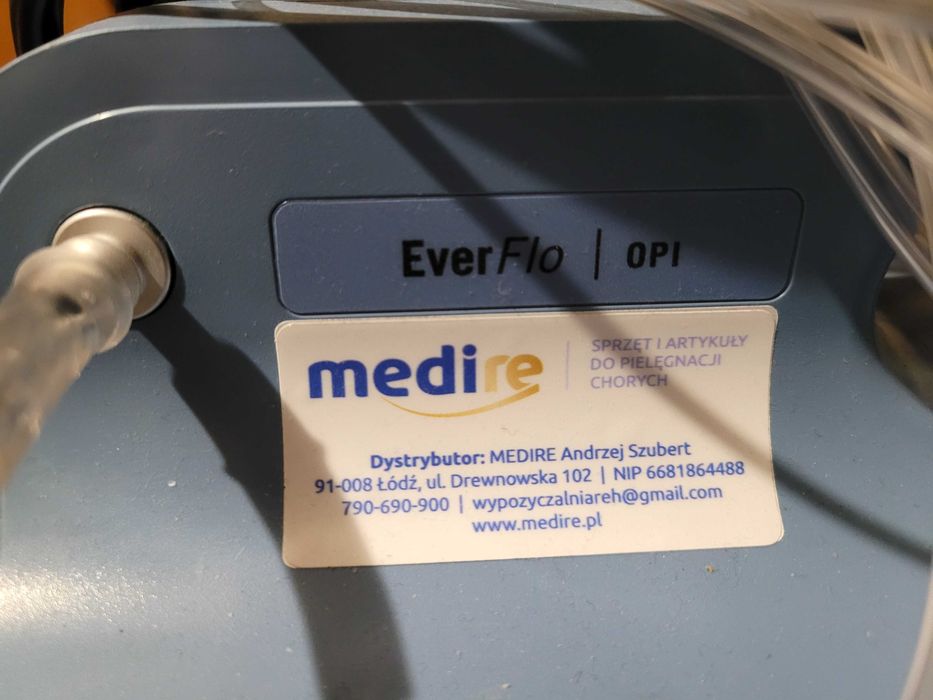 EverFlo | OPI
medire | SPRZĘT I ARTYKUŁY
DO PIELĘGNACJI
CHORYCH
Dystrybutor: MEDIRE Andrzej Szubert
91-008 Łódź, ul. Drewnowska 102 | NIP 6681864488
790-690-900 | wypozyczalniareh@gmail.com
www.medire.pl